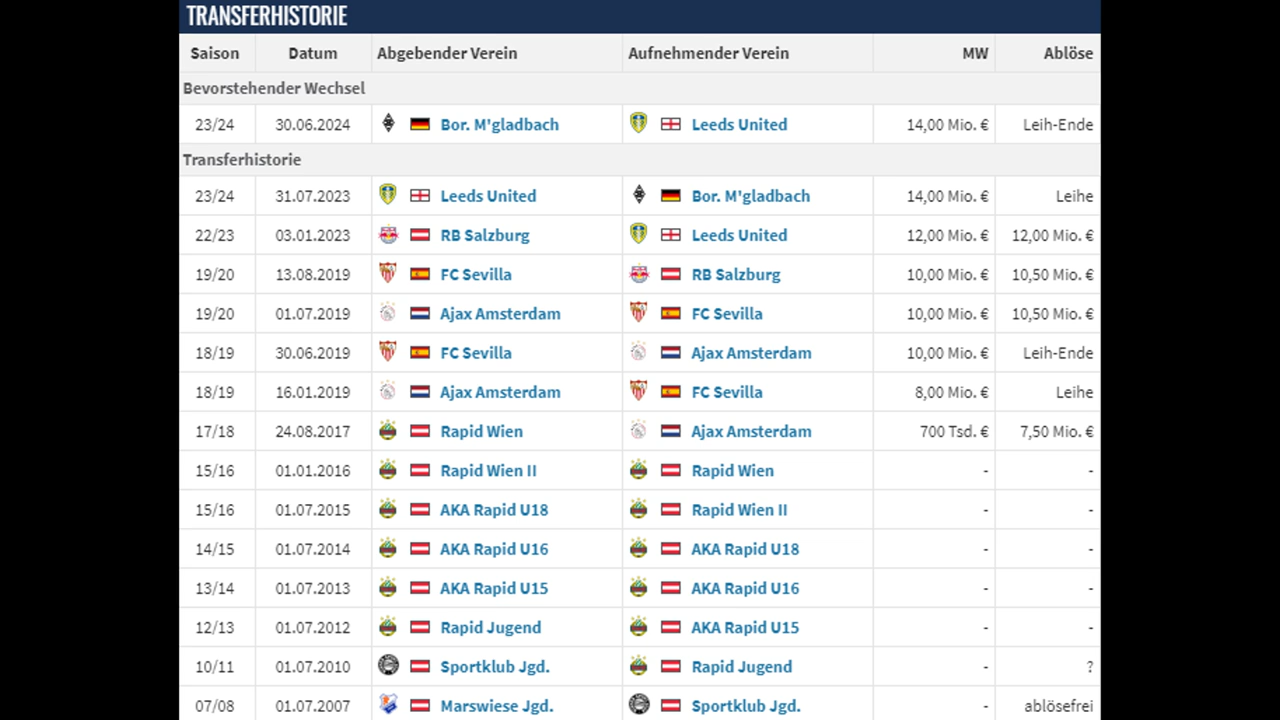 TRANSFERHISTORIE
Saison Datum Abgebender Verein Aufnehmender Verein MW Ablöse
Bevorstehender Wechsel
23/24 30.06.2024 Bor. M'gladbach Leeds United 14,00 Mio. € Leih-Ende
Transferhistorie
23/24 31.07.2023 Leeds United Bor. M'gladbach 14,00 Mio. € Leihe
22/23 03.01.2023 RB Salzburg Leeds United 12,00 Mio. € 12,00 Mio. €
19/20 13.08.2019 FC Sevilla RB Salzburg 10,00 Mio. € 10,50 Mio. €
19/20 01.07.2019 Ajax Amsterdam FC Sevilla 10,00 Mio. € 10,50 Mio. €
18/19 30.06.2019 FC Sevilla Ajax Amsterdam 10,00 Mio. € Leih-Ende
18/19 16.01.2019 Ajax Amsterdam FC Sevilla 8,00 Mio. € Leihe
17/18 24.08.2017 Rapid Wien Ajax Amsterdam 700 Tsd. € 7,50 Mio. €
15/16 01.01.2016 Rapid Wien II Rapid Wien - -
15/16 01.07.2015 AKA Rapid U18 Rapid Wien II - -
14/15 01.07.2014 AKA Rapid U16 AKA Rapid U18 - -
13/14 01.07.2013 AKA Rapid U15 AKA Rapid U16 - -
12/13 01.07.2012 Rapid Jugend AKA Rapid U15 - -
10/11 01.07.2010 Sportklub Jgd. Rapid Jugend - ?
07/08 01.07.2007 Marswiese Jgd. Sportklub Jgd. - ablösefrei